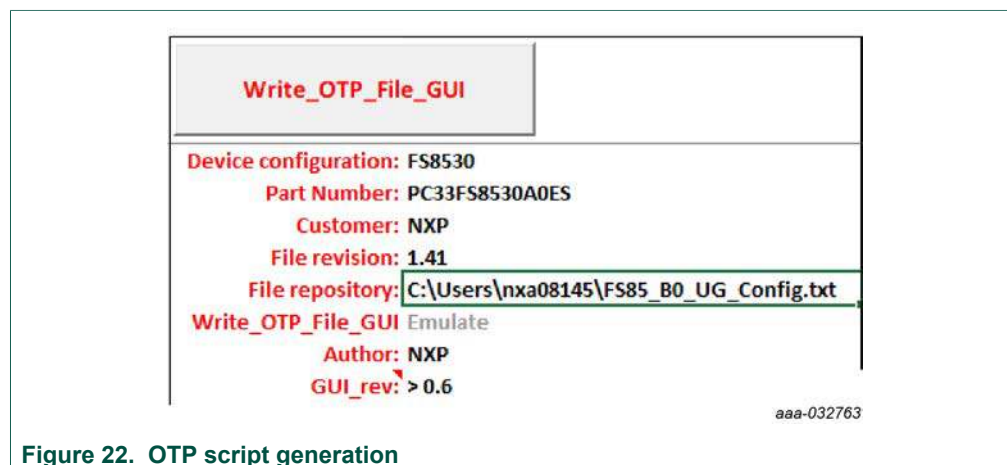 Write_OTP_File_GUI
Device configuration: FS8530
Part Number: PC33FS8530A0ES
Customer: NXP
File revision: 1.41
File repository: C:\Users\nxa08145\FS85_B0_UG_Config.txt
Write_OTP_File_GUI Emulate
Author: NXP
GUI_rev: > 0.6
aaa-032763
Figure 22. OTP script generation